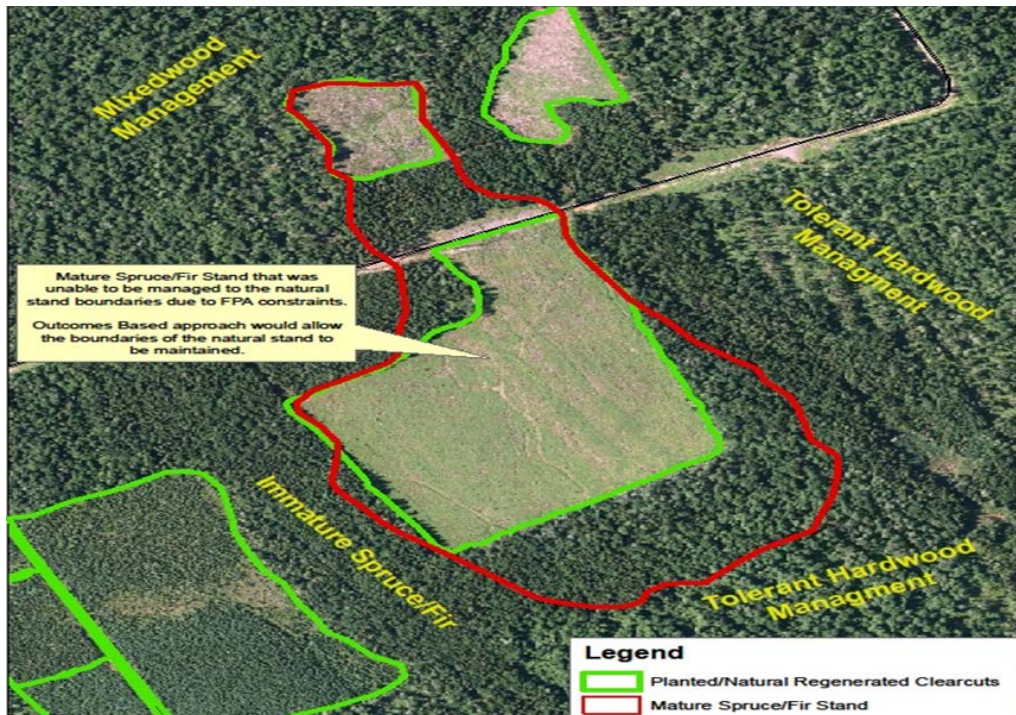 Mixedwood
Management
Tolerant Hardwood
Managment
Mature Spruce/Fir Stand that was
unable to be managed to the natural
stand boundaries due to FPA constraints.
Outcomes Based approach would allow
the boundaries of the natural stand to
be maintained.
Immature Spruce/Fir
Tolerant Hardwood
Managment
Legend
Planted/Natural Regenerated Clearcuts
Mature Spruce/Fir Stand